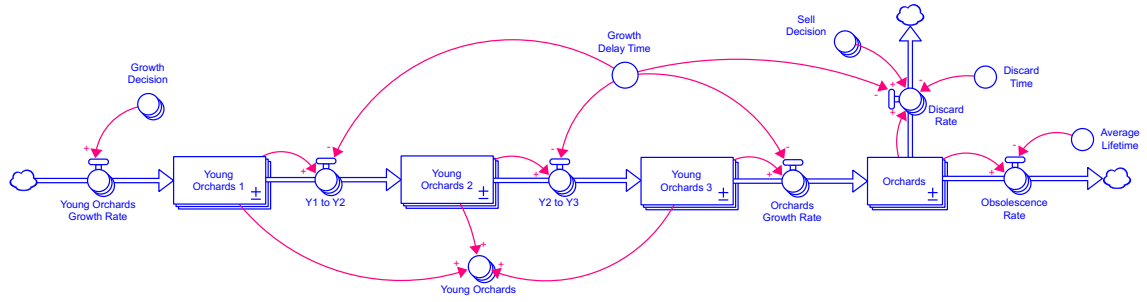 Growth
Decision
Growth
Delay Time
Sell
Decision
Discard
Time
Discard
Rate
Average
Lifetime
Young Orchards
Growth Rate
Young
Orchards 1
Y1 to Y2
Young
Orchards 2
Y2 to Y3
Young
Orchards 3
Orchards
Growth Rate
Orchards
Obsolescence
Rate
Young Orchards